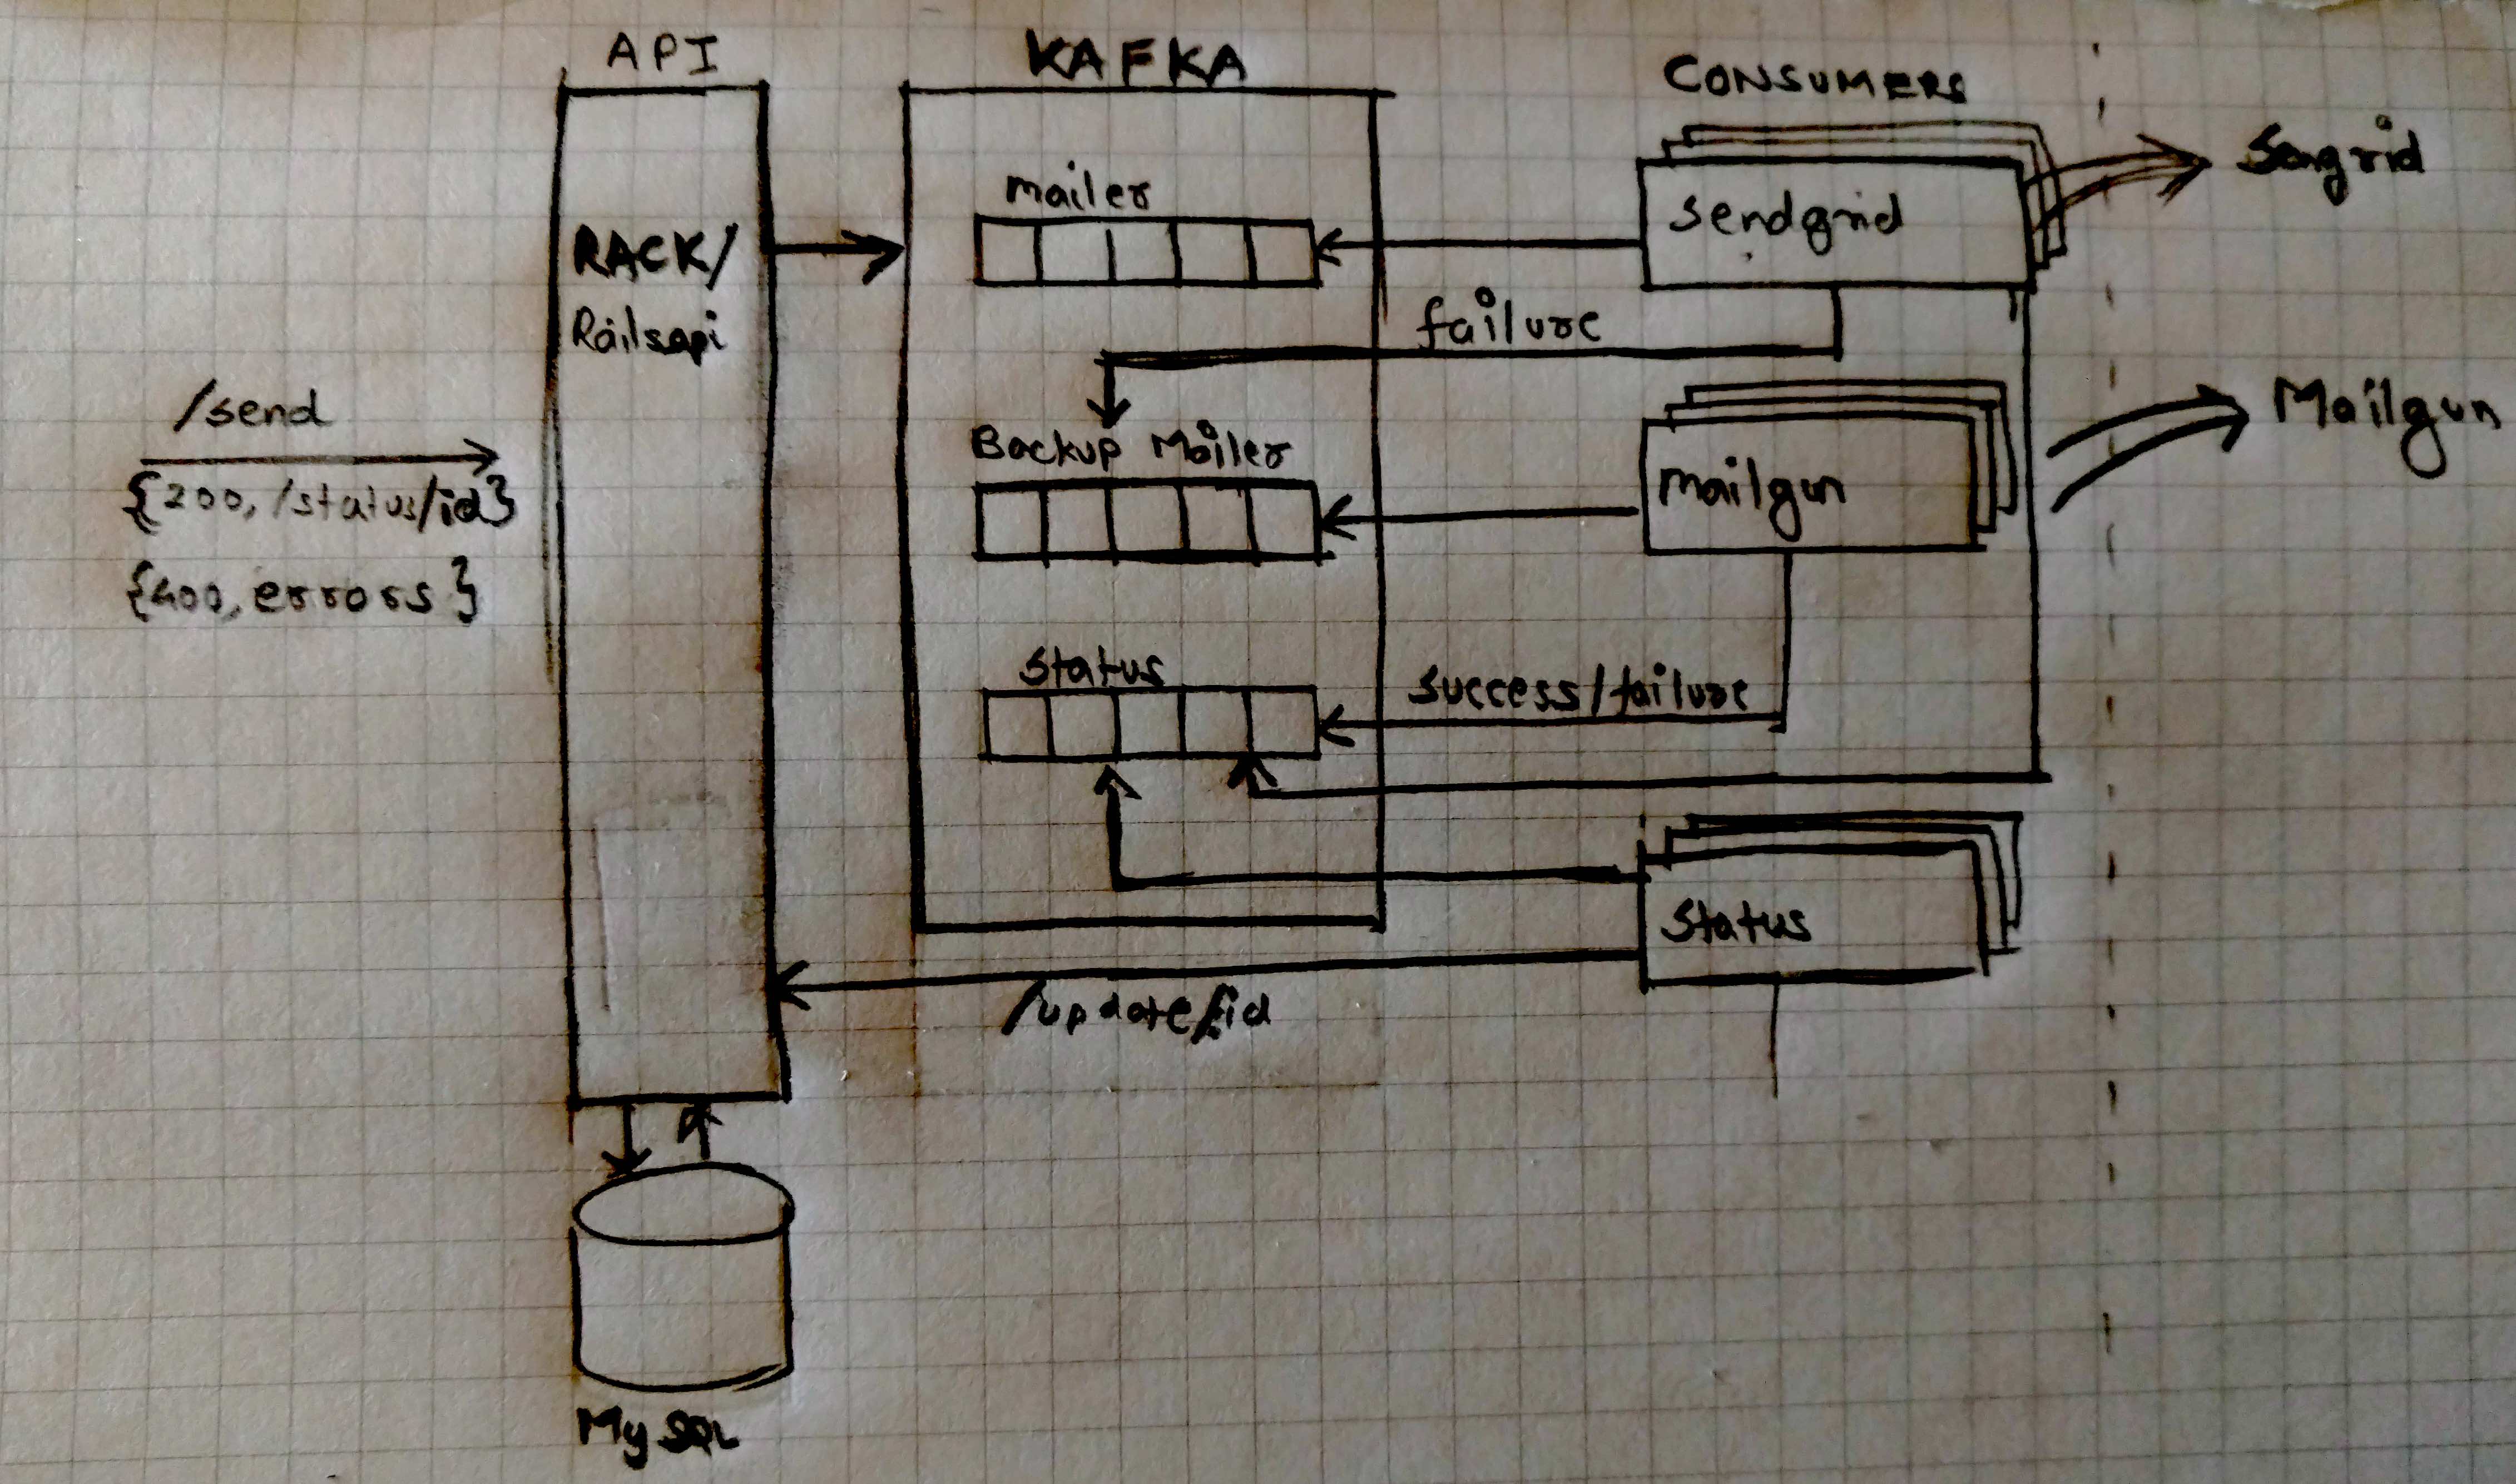 API
KAFKA
CONSUMERS
RACK/
Railsapi
/send
{200, /status/id}
{400, errors}
mailer
failure
Backup Mailer
status
success/failure
/update/:id
sendgrid
mailgun
status
Sengrid
Mailgun
MySQL